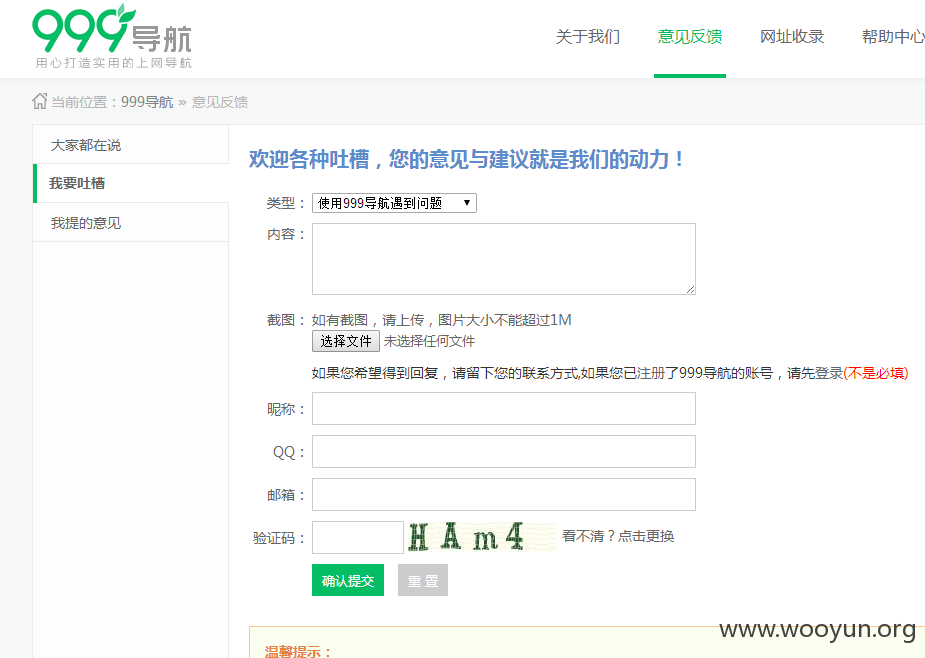 999导航
用心打造实用的上网导航
关于我们 意见反馈 网址收录 帮助中心
当前位置：999导航 » 意见反馈
大家都在说
我要吐槽
我提的意见
欢迎各种吐槽，您的意见与建议就是我们的动力！
类型： 使用999导航遇到问题
内容：
截图： 如有截图，请上传，图片大小不能超过1M
选择文件 未选择任何文件
如果您希望得到回复，请留下您的联系方式,如果您已注册了999导航的账号，请先登录(不是必填)
昵称：
QQ：
邮箱：
验证码： HAm4 看不清？点击更换
确认提交 重 置
www.wooyun.org
温馨提示：